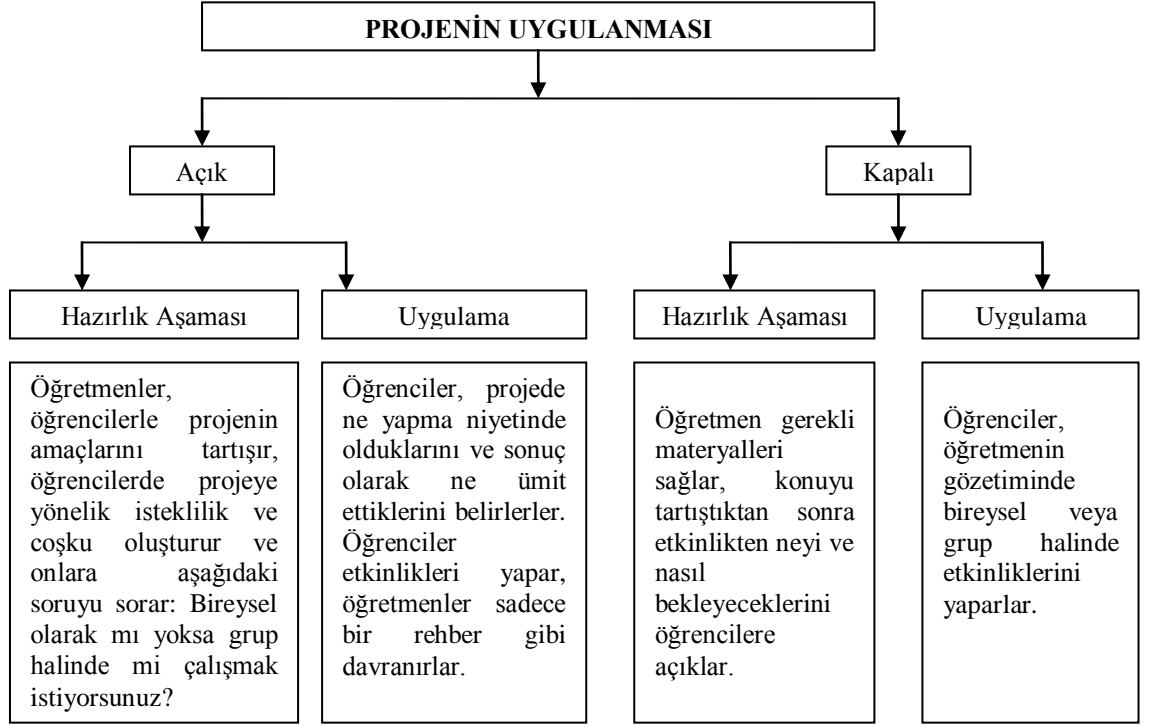 PROJENİN UYGULANMASI
Açık
Kapalı
Hazırlık Aşaması
Uygulama
Hazırlık Aşaması
Uygulama
Öğretmenler,
öğrencilerle projenin
amaçlarını tartışır,
öğrencilerde projeye
yönelik isteklilik ve
coşku oluşturur ve
onlara aşağıdaki
soruyu sorar: Bireysel
olarak mı yoksa grup
halinde mi çalışmak
istiyorsunuz?
Öğrenciler, projede
ne yapma niyetinde
olduklarını ve sonuç
olarak ne ümit
ettiklerini belirlerler.
Öğrenciler
etkinlikleri yapar,
öğretmenler sadece
bir rehber gibi
davranırlar.
Öğretmen gerekli
materyalleri
sağlar, konuyu
tartıştıktan sonra
etkinlikten neyi ve
nasıl
bekleyeceklerini
öğrencilere
açıklar.
Öğrenciler,
öğretmenin
gözetiminde
bireysel veya
grup halinde
etkinliklerini
yaparlar.